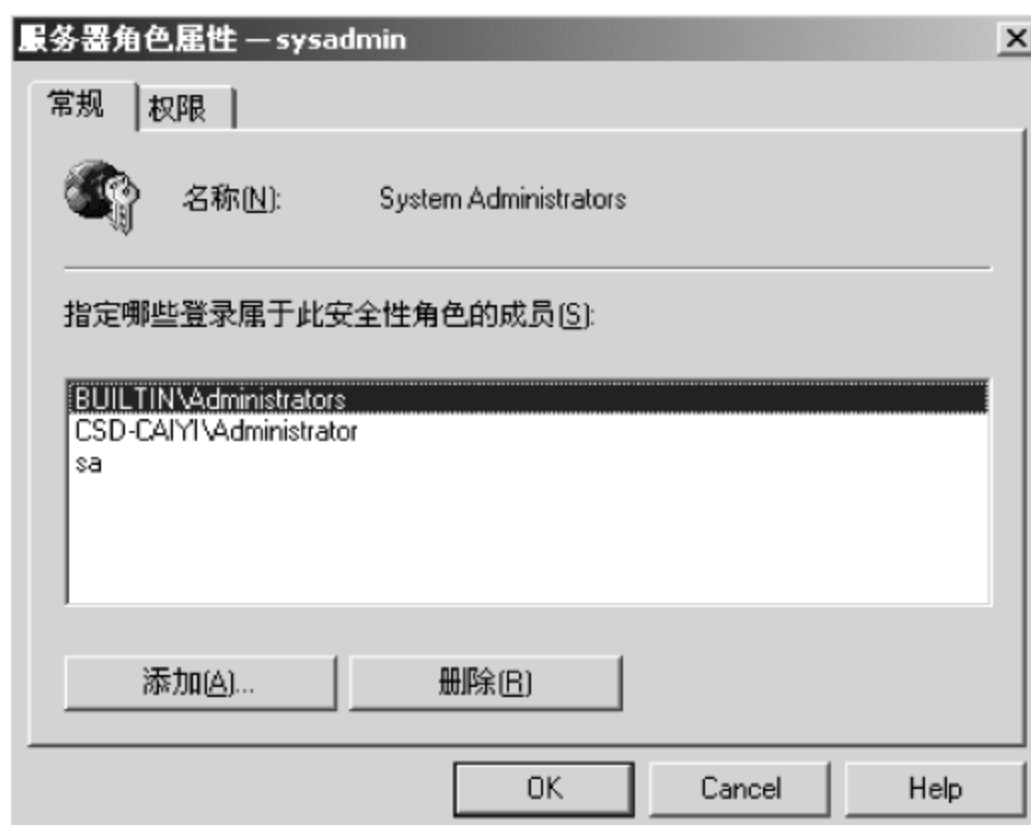 服务器角色属性 — sysadmin
常规 权限
名称(N): System Administrators
指定哪些登录属于此安全性角色的成员(S):
BUILTIN\Administrators
CSD-CAIYI\Administrator
sa
添加(A)... 删除(R)
OK Cancel Help